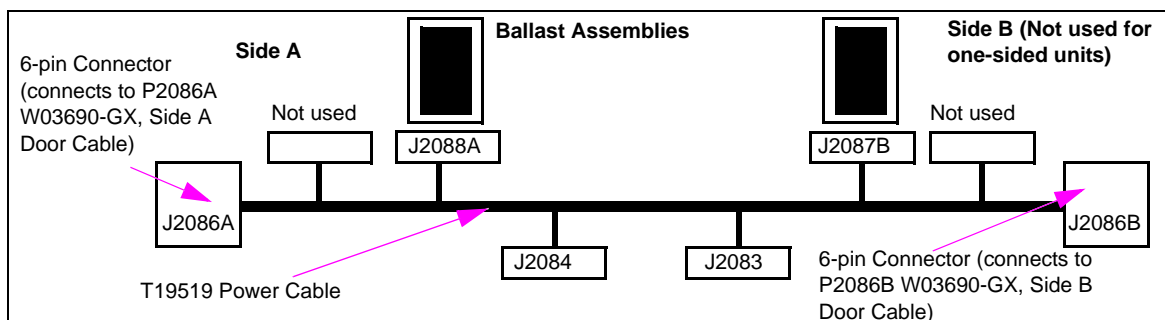 Ballast Assemblies
Side A
Side B (Not used for
one-sided units)
6-pin Connector
(connects to P2086A
W03690-GX, Side A
Door Cable)
Not used
J2088A
J2087B
Not used
J2086A
J2086B
J2084
J2083
T19519 Power Cable
6-pin Connector (connects to
P2086B W03690-GX, Side B
Door Cable)